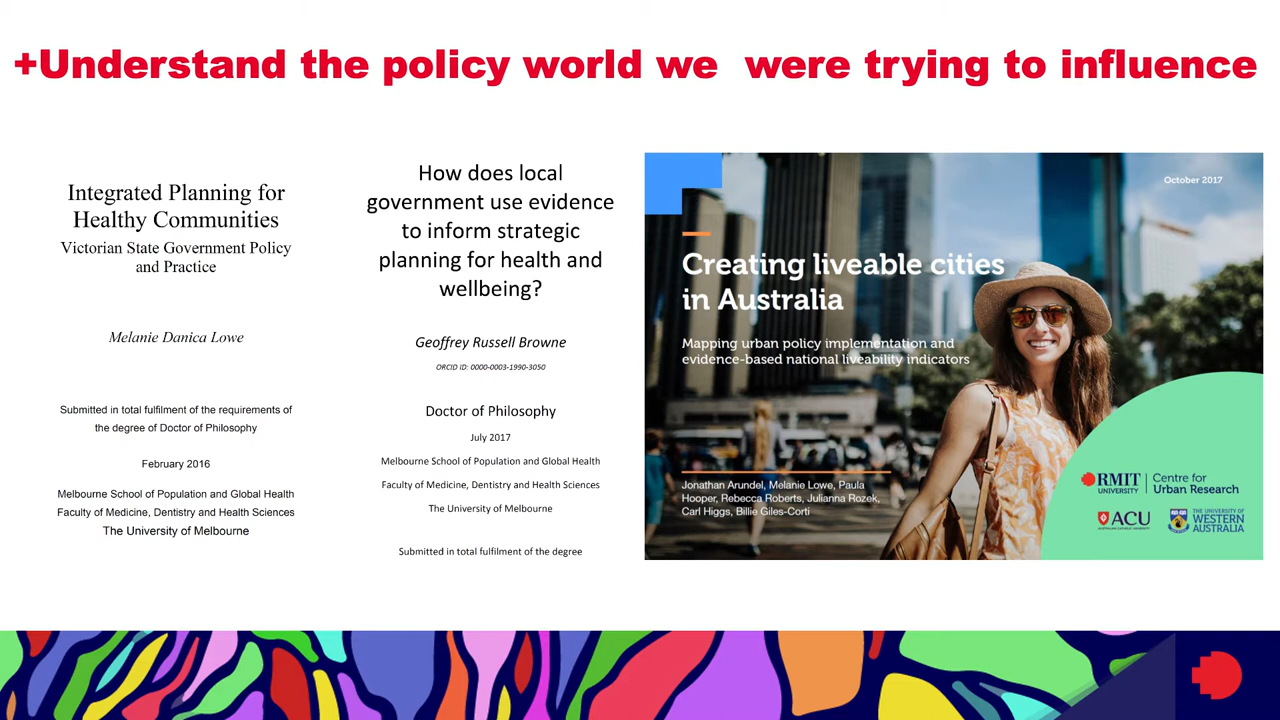 +Understand the policy world we  were trying to influence
Integrated Planning for
Healthy Communities
Victorian State Government Policy
and Practice
Melanie Danica Lowe
Submitted in total fulfilment of the requirements of
the degree of Doctor of Philosophy
February 2016
Melbourne School of Population and Global Health
Faculty of Medicine, Dentistry and Health Sciences
The University of Melbourne
How does local
government use evidence
to inform strategic
planning for health and
wellbeing?
Geoffrey Russell Browne
ORCID ID: 0000-0003-1990-3050
Doctor of Philosophy
July 2017
Melbourne School of Population and Global Health
Faculty of Medicine, Dentistry and Health Sciences
The University of Melbourne
Submitted in total fulfilment of the degree
October 2017
Creating liveable cities
in Australia
Mapping urban policy implementation and
evidence-based national liveability indicators
Jonathan Arundel, Melanie Lowe, Paula
Hooper, Rebecca Roberts, Julianna Rozek,
Carl Higgs, Billie Giles-Corti
RMIT
UNIVERSITY
Centre for
Urban Research
ACU
THE UNIVERSITY OF
WESTERN
AUSTRALIA